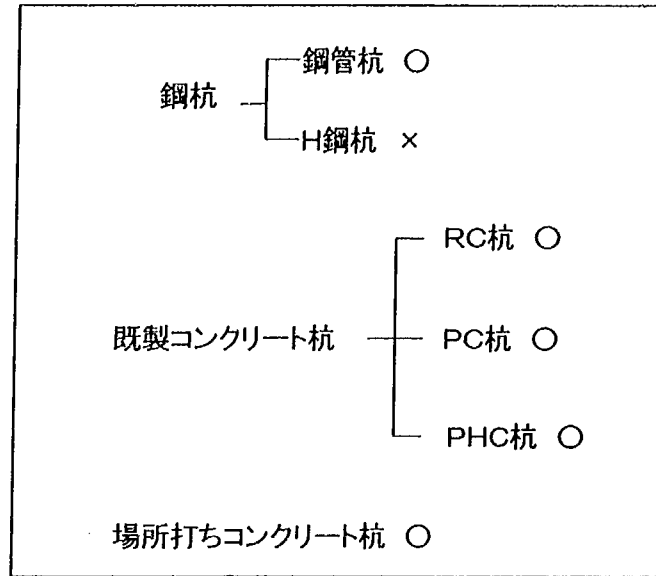 鋼管杭 ○
鋼杭
H鋼杭 ×
RC杭 ○
既製コンクリート杭 PC杭 ○
PHC杭 ○
場所打ちコンクリート杭 ○